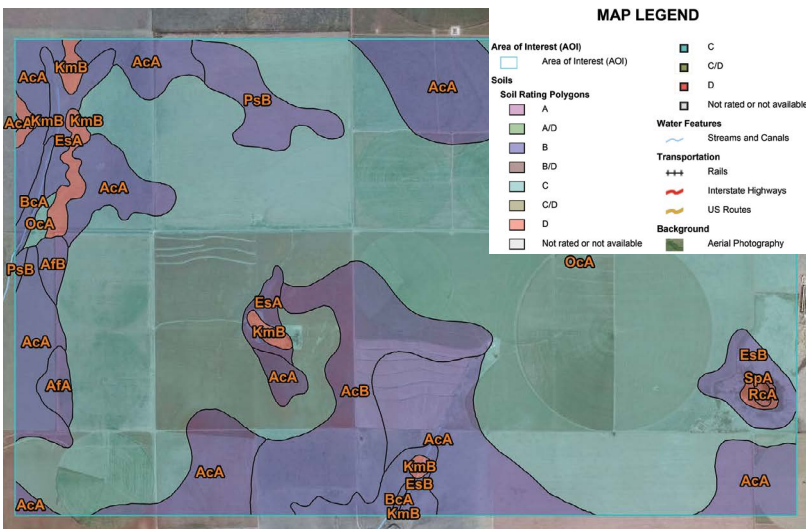 MAP LEGEND
Area of Interest (AOI)
Area of Interest (AOI)
Soils
Soil Rating Polygons
A
A/D
B
B/D
C
C/D
D
Not rated or not available
C
C/D
D
Not rated or not available
Water Features
Streams and Canals
Transportation
Rails
Interstate Highways
US Routes
Background
Aerial Photography
KmB
AcA
AcA
PsB
AcA
AcA
KmB
KmB
EsA
AcA
BcA
OcA
PsB
AfB
OcA
EsA
KmB
AcA
AfA
AcA
AcB
EsB
SpA
RcA
AcA
AcA
KmB
EsB
AcA
AcA
BcA
KmB